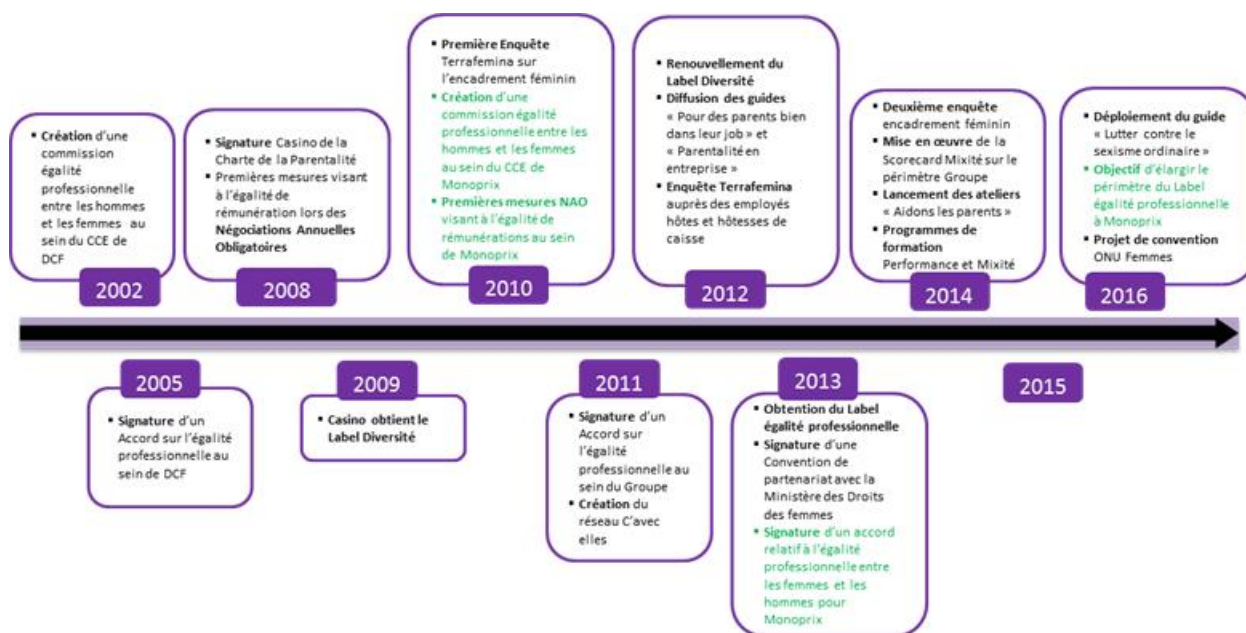 ▪ Création d'une
commission
égalité
professionnelle
entre les hommes
et les femmes au
sein du CCE de
DCF
2002
▪ Signature Casino de la
Charte de la Parentalité
▪ Premières mesures visant
à l'égalité de
rémunération lors des
Négociations Annuelles
Obligatoires
2008
▪ Première Enquête
Terrafemina sur
l'encadrement féminin
▪ Création d'une
commission égalité
professionnelle entre les
hommes et les femmes
au sein du CCE de
Monoprix
▪ Premières mesures NAO
visant à l'égalité de
rémunérations au sein
de Monoprix
2010
▪ Renouvellement du
Label Diversité
▪ Diffusion des guides
« Pour des parents bien
dans leur job » et
« Parentalité en
entreprise »
▪ Enquête Terrafemina
auprès des employés
hôtes et hôtesses de
caisse
2012
▪ Deuxième enquête
encadrement féminin
▪ Mise en œuvre de la
Scorecard Mixité sur le
périmètre Groupe
▪ Lancement des ateliers
« Aidons les parents »
▪ Programmes de
formation
Performance et Mixité
2014
▪ Déploiement du guide
« Lutter contre le
sexisme ordinaire »
▪ Objectif d'élargir le
périmètre du Label
égalité professionnelle
à Monoprix
▪ Projet de convention
ONU Femmes
2016
2005
▪ Signature d'un
Accord sur l'égalité
professionnelle au
sein de DCF
2009
▪ Casino obtient le
Label Diversité
2011
▪ Signature d'un
Accord sur
l'égalité
professionnelle au
sein du Groupe
▪ Création du
réseau C'avec
elles
2013
▪ Obtention du Label
égalité professionnelle
▪ Signature d'une
Convention de
partenariat avec la
Ministère des Droits
des femmes
▪ Signature d'un accord
relatif à l'égalité
professionnelle entre
les femmes et les
hommes pour
Monoprix
2015